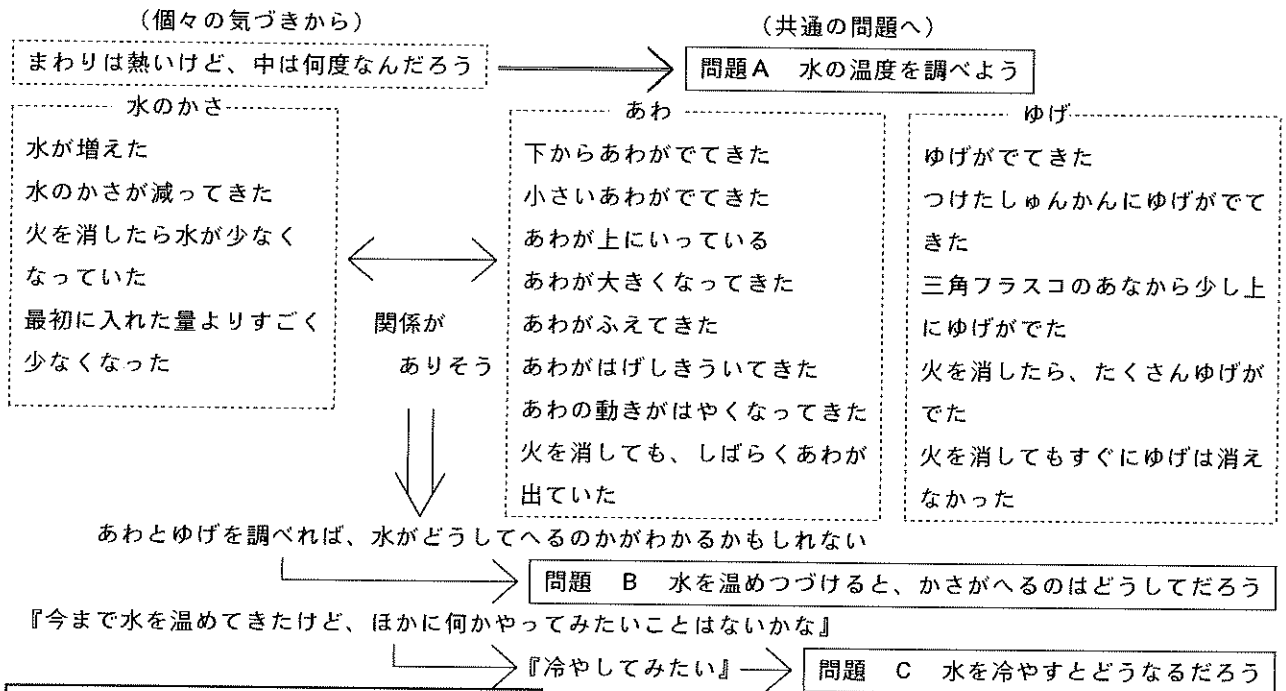 （個々の気づきから）
（共通の問題へ）
まわりは熱いけど、中は何度なんだろう
問題A　水の温度を調べよう
水のかさ
水が増えた
水のかさが減ってきた
火を消したら水が少なく
なっていた
最初に入れた量よりすごく
少なくなった
関係が
ありそう
あわ
下からあわがでてきた
小さいあわがでてきた
あわが上にいっている
あわが大きくなってきた
あわがふえてきた
あわがはげしきういてきた
あわの動きがはやくなってきた
火を消しても、しばらくあわが
出ていた
ゆげ
ゆげがでてきた
つけたしゅんかんにゆげがでて
きた
三角フラスコのあなから少し上
にゆげがでた
火を消したら、たくさんゆげが
でた
火を消してもすぐにゆげは消え
なかった
あわとゆげを調べれば、水がどうしてへるのかがわかるかもしれない
問題　B　水を温めつづけると、かさがへるのはどうしてだろう
『今まで水を温めてきたけど、ほかに何かやってみたいことはないかな』
『冷やしてみたい』
問題　C　水を冷やすとどうなるだろう